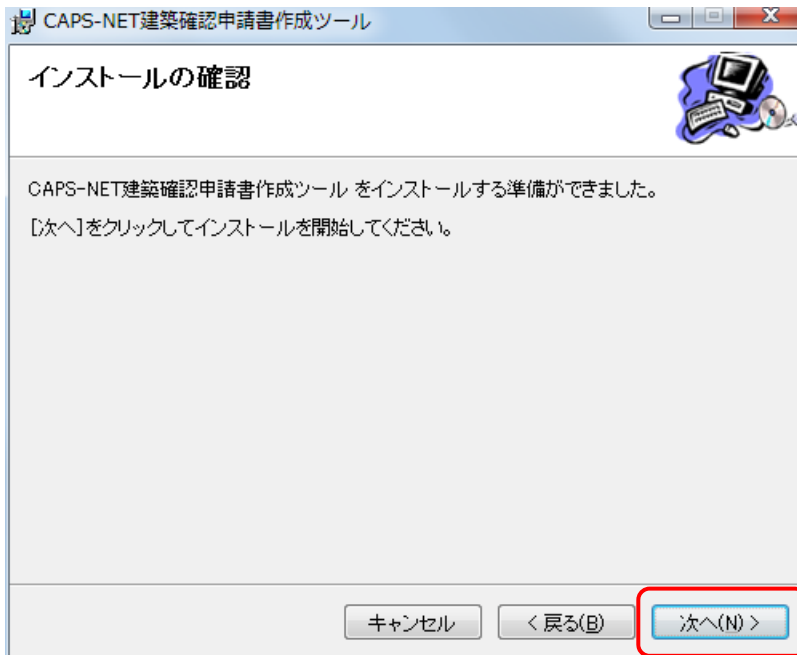 CAPS-NET建築確認申請書作成ツール
インストールの確認
CAPS-NET建築確認申請書作成ツール をインストールする準備ができました。
[次へ]をクリックしてインストールを開始してください。
キャンセル
< 戻る(B)
次へ(N) >